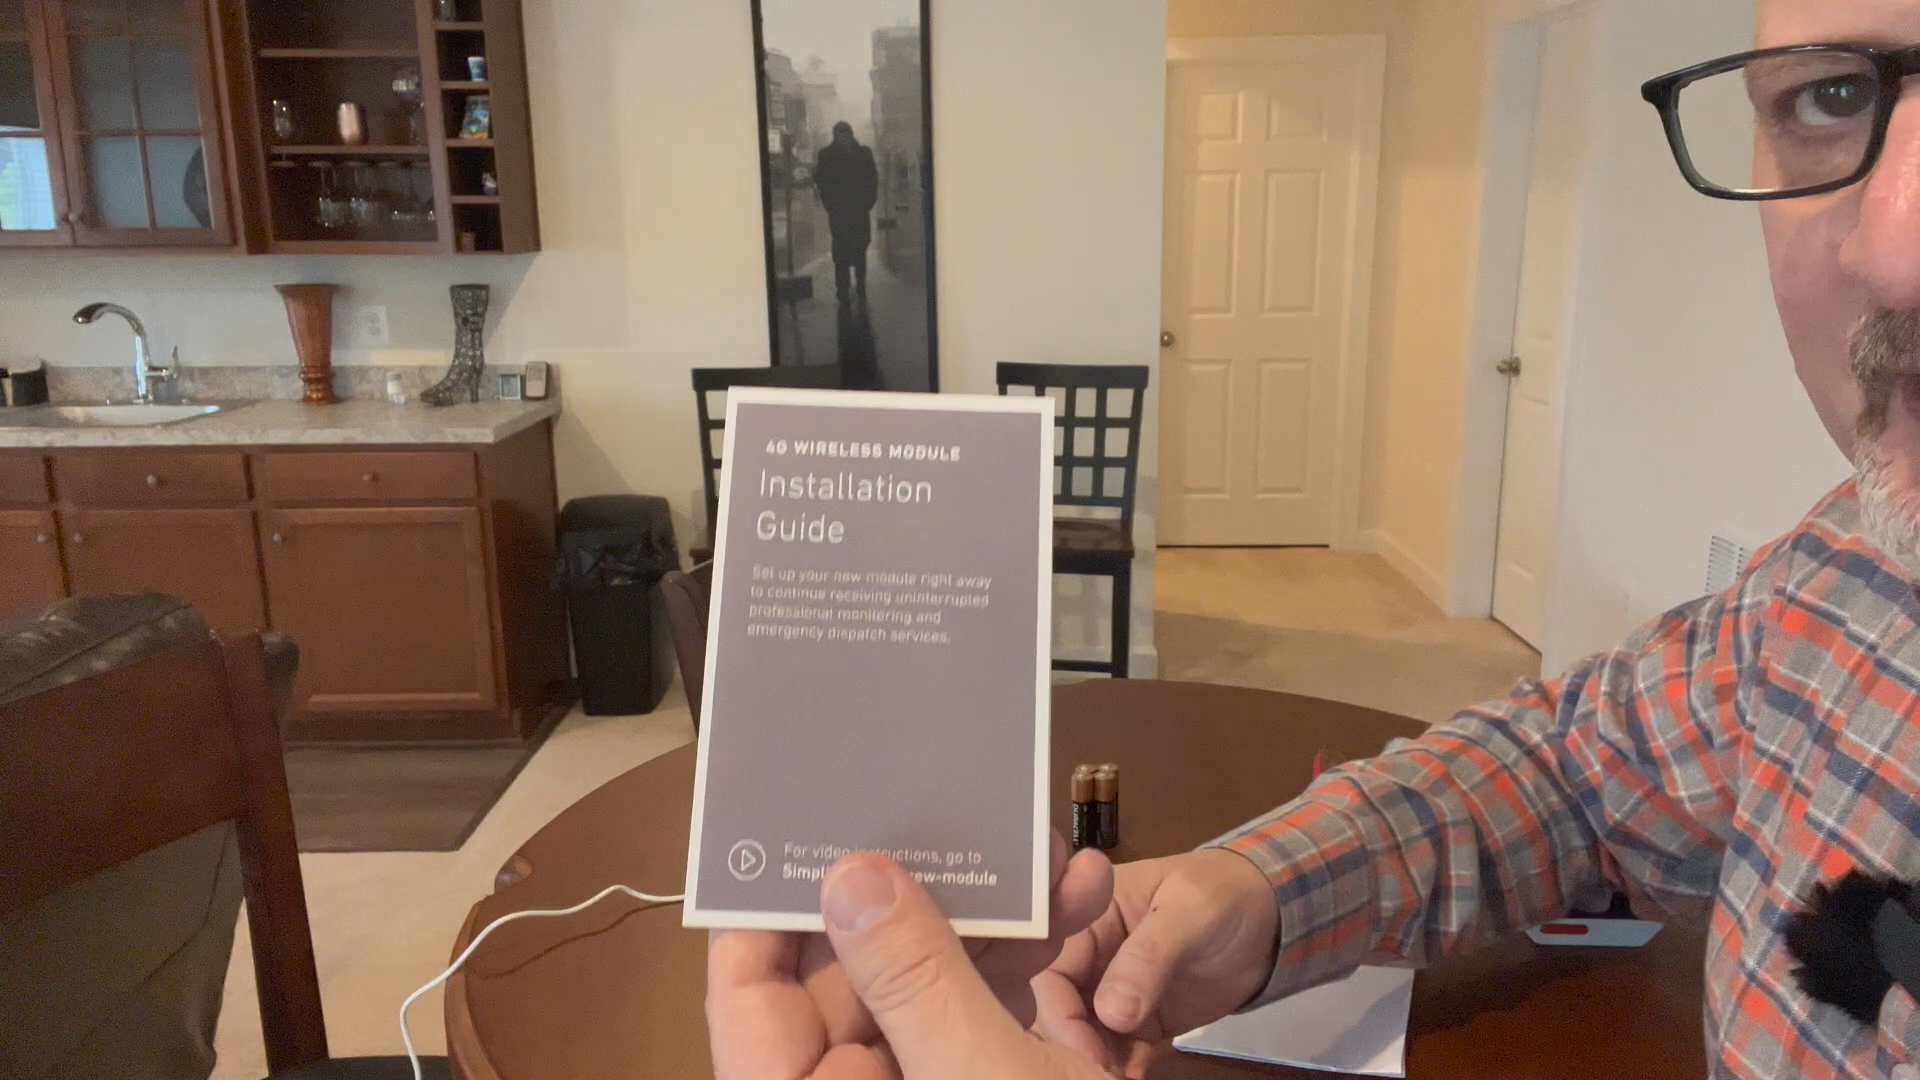 4G WIRELESS MODULE
Installation
Guide
Set up your new module right away
to continue receiving uninterrupted
professional monitoring and
emergency dispatch services.
For video instructions, go to